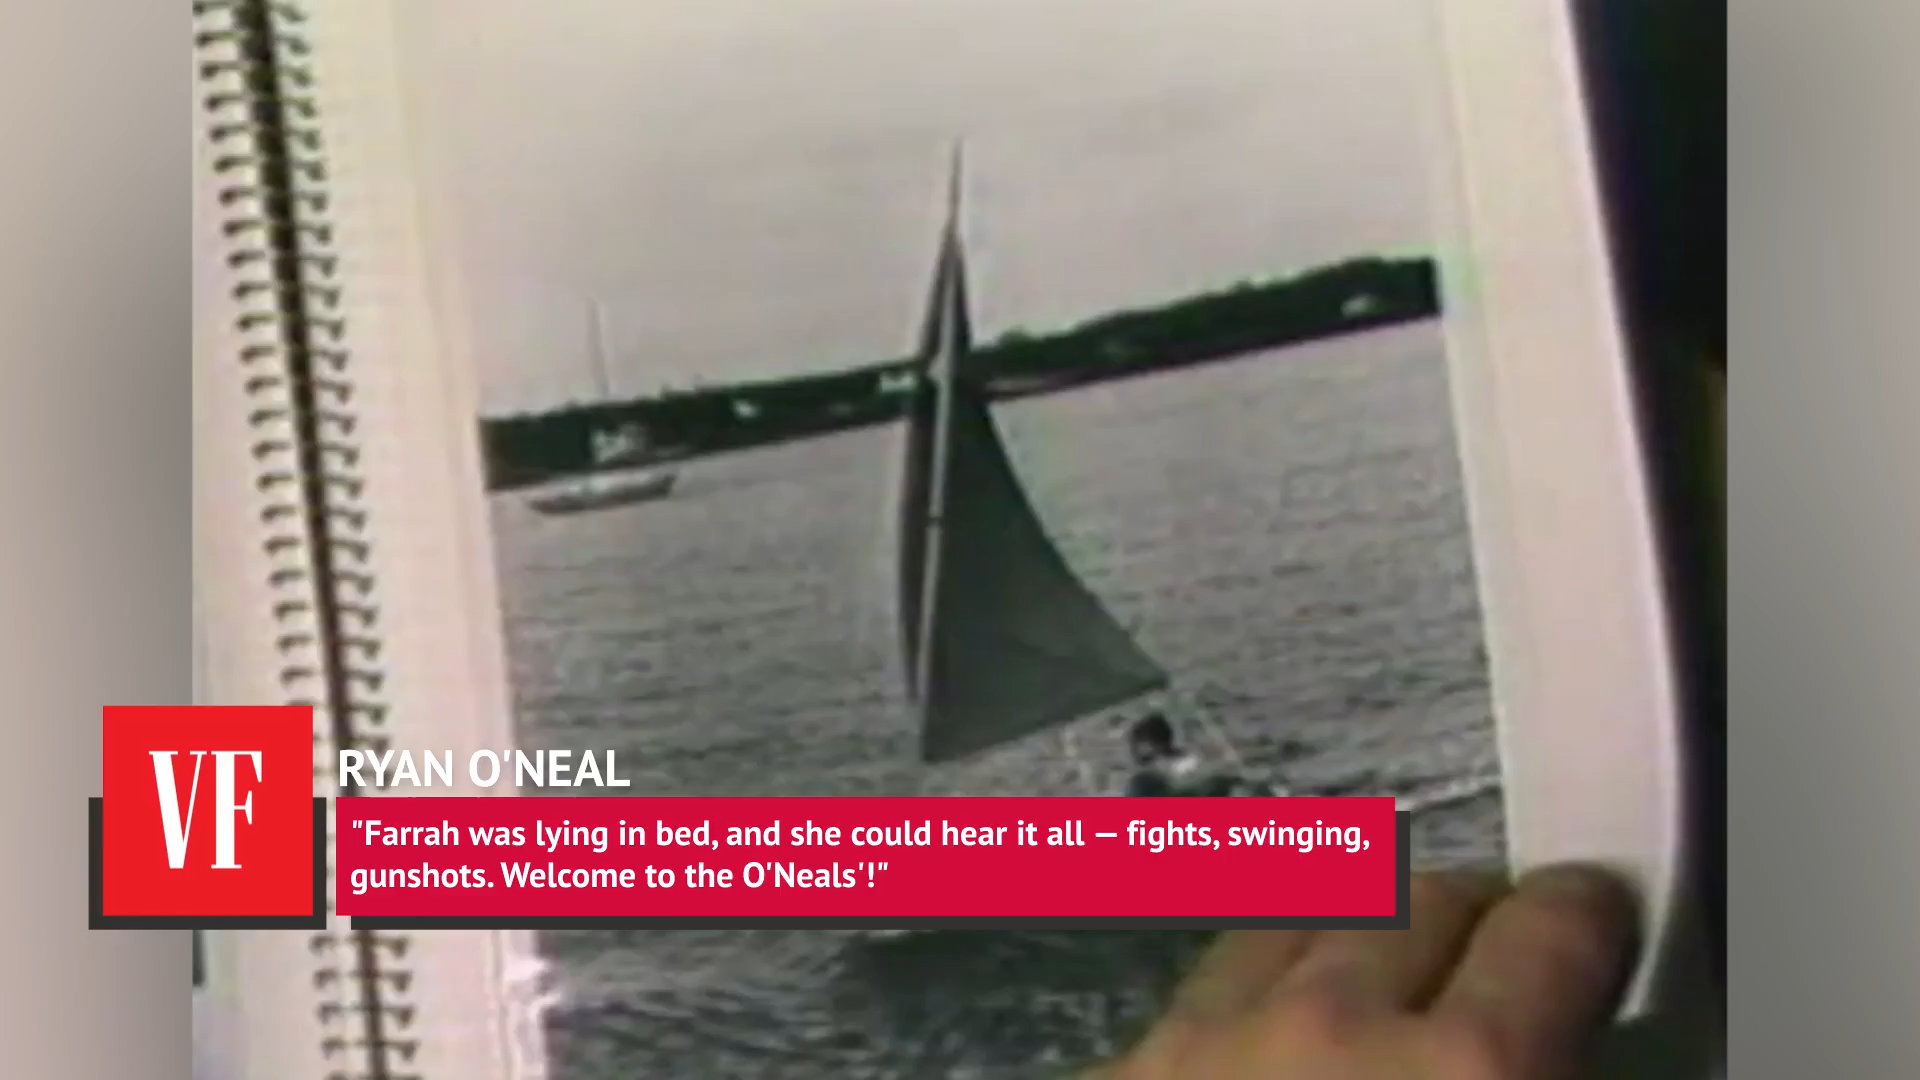 VF
RYAN O'NEAL
"Farrah was lying in bed, and she could hear it all — fights, swinging,
gunshots. Welcome to the O'Neals'!"